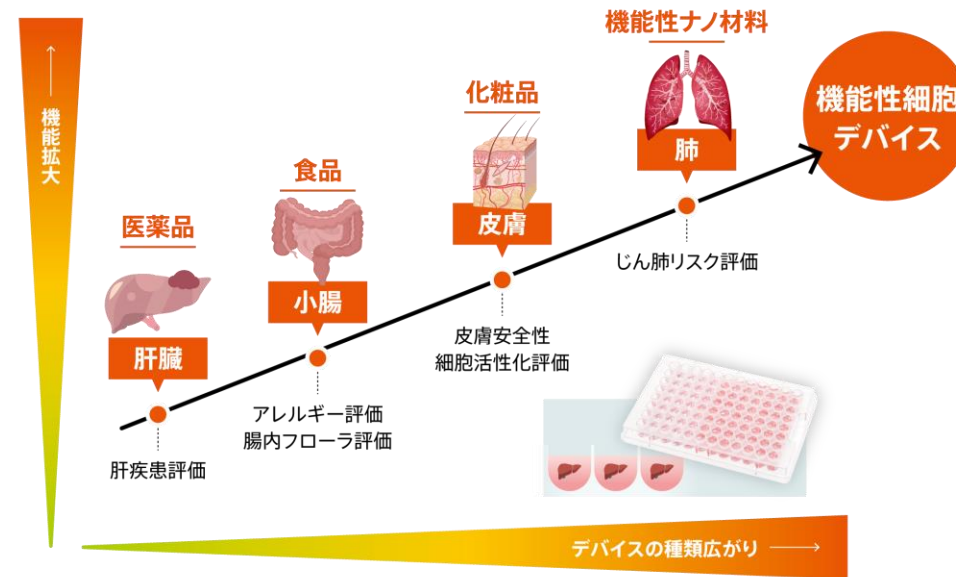 機能性ナノ材料
機能性細胞
デバイス
化粧品
肺
機能拡大
食品
皮膚
じん肺リスク評価
医薬品
小腸
皮膚安全性
細胞活性化評価
肝臓
アレルギー評価
腸内フローラ評価
肝疾患評価
デバイスの種類広がり